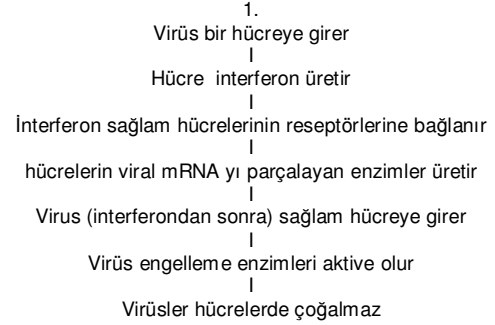 1.
Virüs bir hücreye girer
I
Hücre interferon üretir
I
İnterferon sağlam hücrelerinin reseptörlerine bağlanır
I
hücrelerin viral mRNA yı parçalayan enzimler üretir
I
Virus (interferondan sonra) sağlam hücreye girer
I
Virüs engelleme enzimleri aktive olur
I
Virüsler hücrelerde çoğalmaz